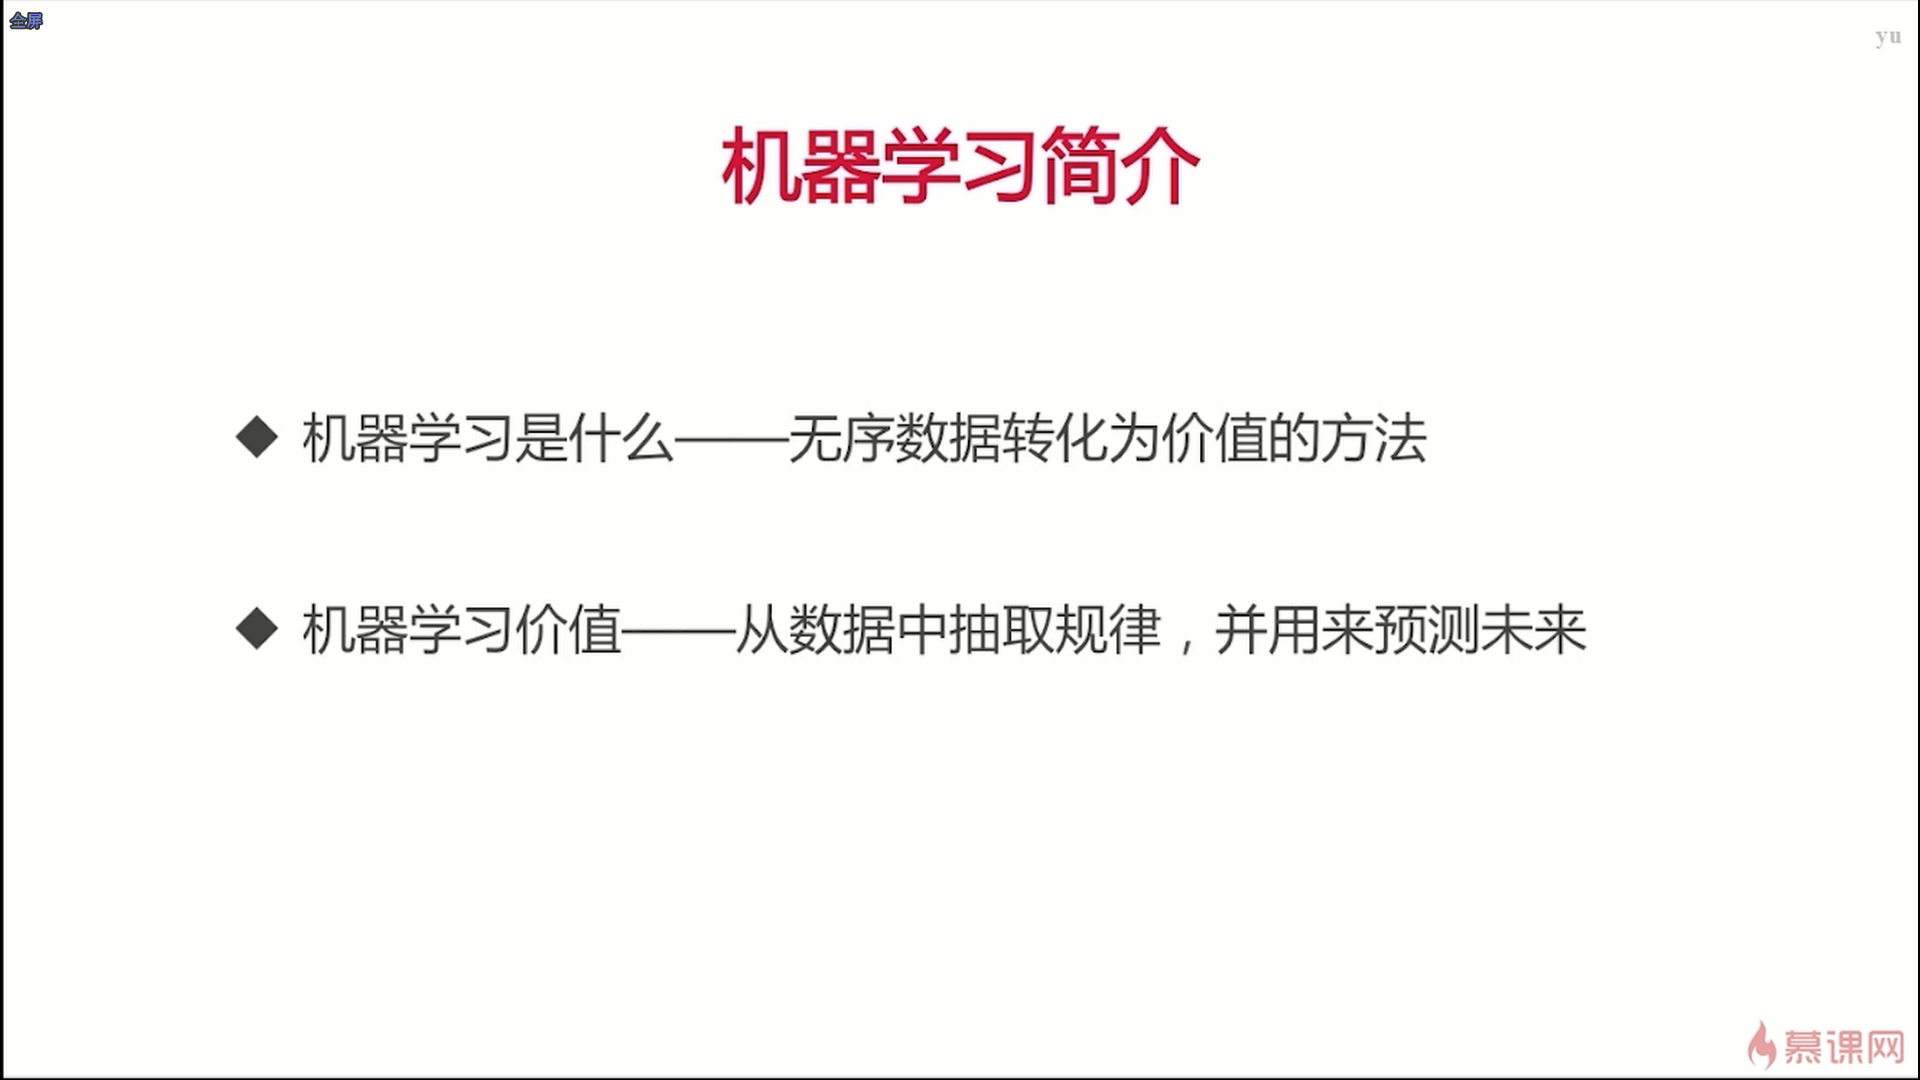 全屏
yu
机器学习简介
◆ 机器学习是什么——无序数据转化为价值的方法
◆ 机器学习价值——从数据中抽取规律，并用来预测未来
慕课网